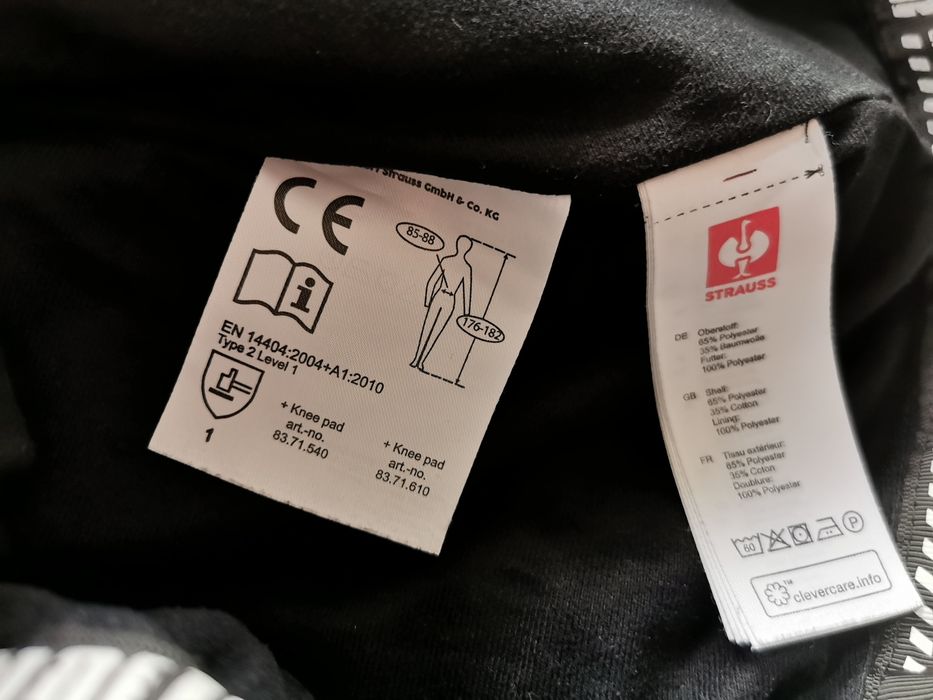 Strauss GmbH & Co. KG
CE
85-88
176-182
i
EN 14404:2004+A1:2010
Type 2 Level 1
1
+ Knee pad
art.-no.
83.71.540
+ Knee pad
art.-no.
83.71.610
STRAUSS
DE Oberstoff:
65% Polyester
35% Baumwolle
Futter:
100% Polyester
GB Shell:
65% Polyester
35% Cotton
Lining:
100% Polyester
FR Tissu extérieur:
65% Polyester
35% Coton
Doublure:
100% Polyester
60 P
clevercare.info